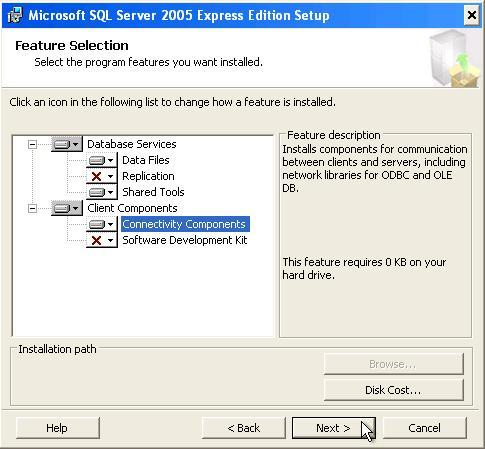 Microsoft SQL Server 2005 Express Edition Setup
Feature Selection
Select the program features you want installed.
Click an icon in the following list to change how a feature is installed.
Database Services
Data Files
Replication
Shared Tools
Client Components
Connectivity Components
Software Development Kit
Feature description
Installs components for communication
between clients and servers, including
network libraries for ODBC and OLE
DB.
This feature requires 0 KB on your
hard drive.
Installation path
Browse...
Disk Cost...
Help
< Back
Next >
Cancel